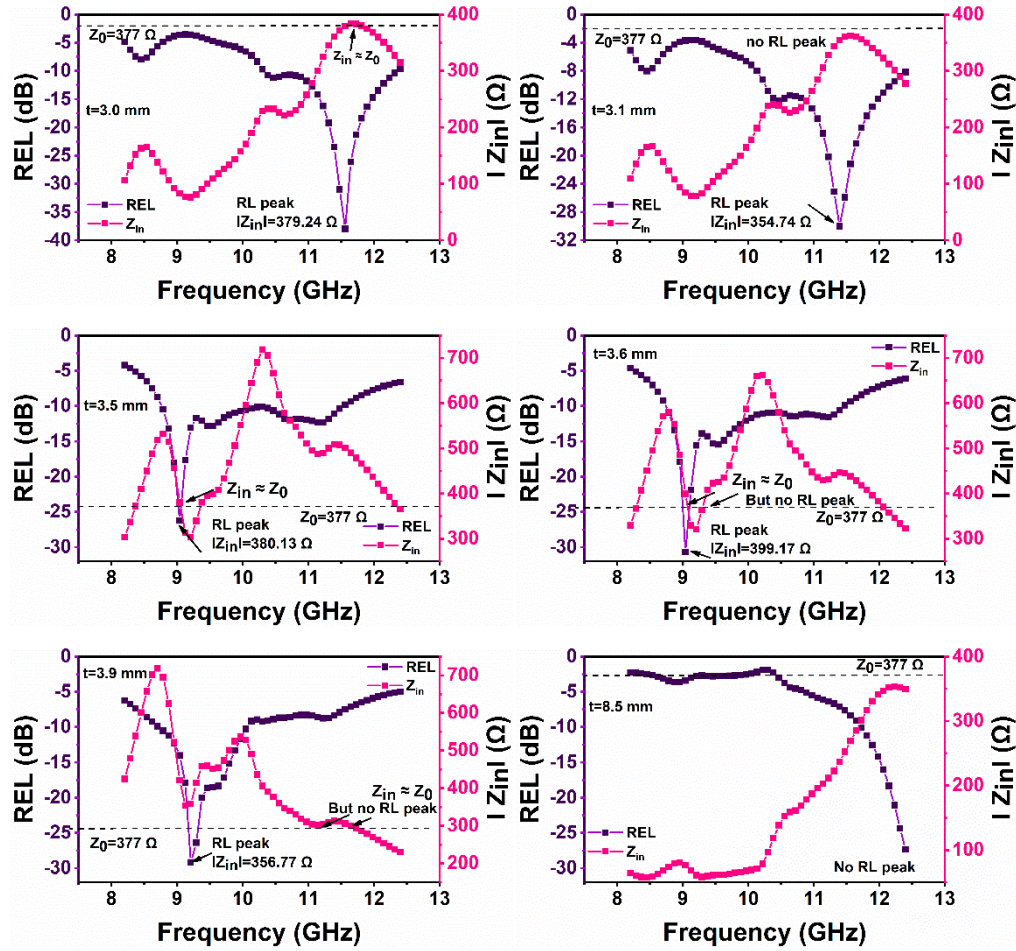 0
-5
-10
-15
-20
-25
-30
-35
-40
REL (dB)
Z0=377 Ω
Zin ≈ Z0
t=3.0 mm
REL
Zin
RL peak
|Zin|=379.24 Ω
400
300
200
100
0
I ZinI (Ω)
8 9 10 11 12 13
Frequency (GHz)
0
-4
-8
-12
-16
-20
-24
-28
-32
REL (dB)
Z0=377 Ω
no RL peak
t=3.1 mm
REL
Zin
RL peak
|Zin|=354.74 Ω
400
300
200
100
0
I ZinI (Ω)
8 9 10 11 12 13
Frequency (GHz)
0
-5
-10
-15
-20
-25
-30
REL (dB)
t=3.5 mm
REL
Zin
Zin ≈ Z0
Z0=377 Ω
RL peak
|Zin|=380.13 Ω
700
600
500
400
300
I ZinI (Ω)
8 9 10 11 12 13
Frequency (GHz)
0
-5
-10
-15
-20
-25
-30
REL (dB)
t=3.6 mm
REL
Zin
Zin ≈ Z0
But no RL peak
Z0=377 Ω
RL peak
|Zin|=399.17 Ω
700
600
500
400
300
I ZinI (Ω)
8 9 10 11 12 13
Frequency (GHz)
0
-5
-10
-15
-20
-25
-30
REL (dB)
t=3.9 mm
REL
Zin
Zin ≈ Z0
But no RL peak
Z0=377 Ω
RL peak
|Zin|=356.77 Ω
700
600
500
400
300
200
I ZinI (Ω)
8 9 10 11 12 13
Frequency (GHz)
0
-5
-10
-15
-20
-25
-30
REL (dB)
Z0=377 Ω
t=8.5 mm
REL
Zin
No RL peak
400
300
200
100
I ZinI (Ω)
8 9 10 11 12 13
Frequency (GHz)